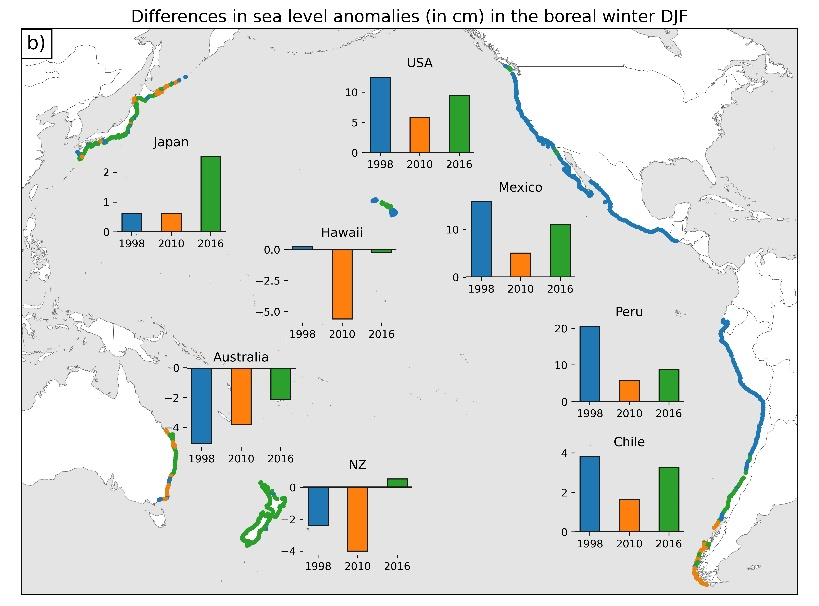 Differences in sea level anomalies (in cm) in the boreal winter DJF
b)
USA
10
5
0
1998 2010 2016
Japan
2
1
0
1998 2010 2016
Mexico
10
0
1998 2010 2016
Hawaii
0.0
−2.5
−5.0
1998 2010 2016
Peru
20
10
0
1998 2010 2016
Australia
0
−2
−4
1998 2010 2016
Chile
4
2
0
1998 2010 2016
NZ
0
−2
−4
1998 2010 2016